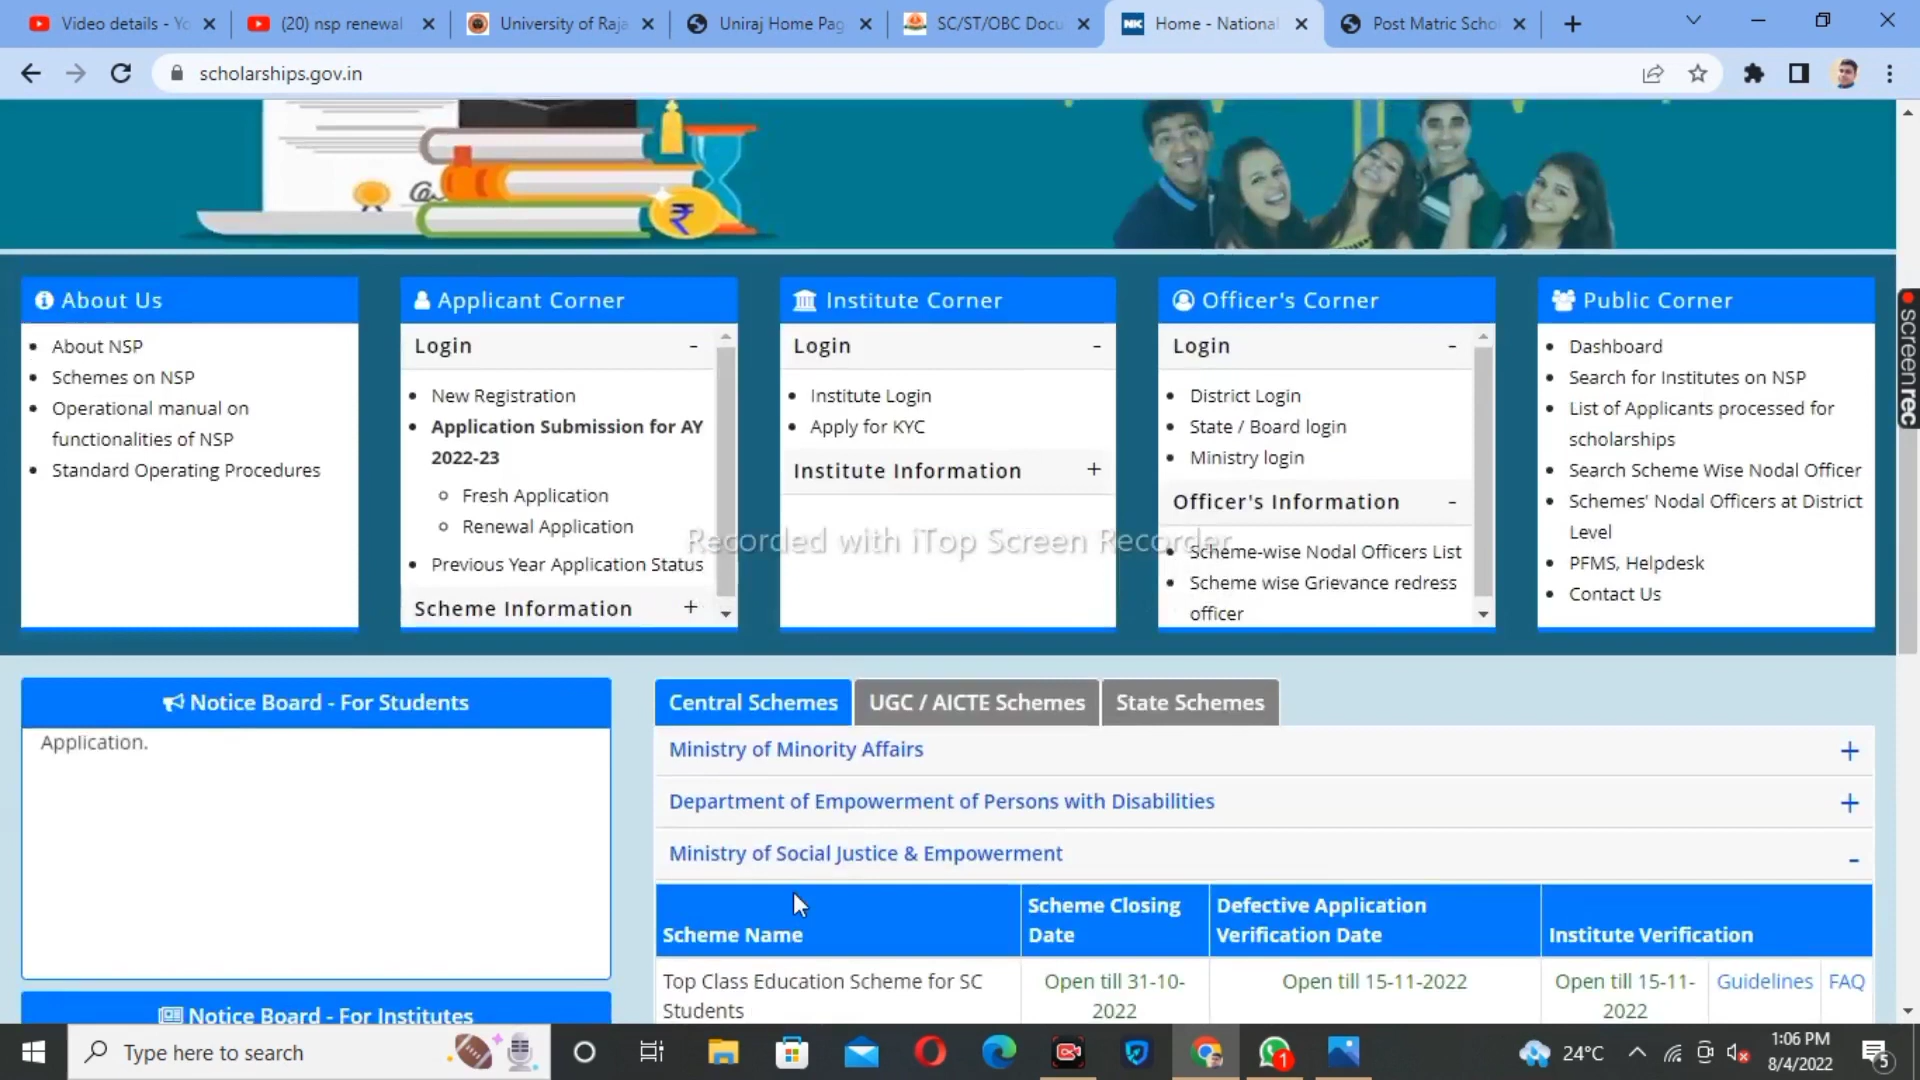 Video details - Yo
(20) nsp renewal
University of Raja
Uniraj Home Pag
SC/ST/OBC Docu
NK
Home - National
Post Matric Schol
scholarships.gov.in
About Us
About NSP
Schemes on NSP
Operational manual on
functionalities of NSP
Standard Operating Procedures
Applicant Corner
Login -
New Registration
Application Submission for AY
2022-23
Fresh Application
Renewal Application
Previous Year Application Status
Scheme Information +
Institute Corner
Login -
Institute Login
Apply for KYC
Institute Information +
Officer's Corner
Login -
District Login
State / Board login
Ministry login
Officer's Information -
Scheme-wise Nodal Officers List
Scheme wise Grievance redress
officer
Public Corner
Dashboard
Search for Institutes on NSP
List of Applicants processed for
scholarships
Search Scheme Wise Nodal Officer
Schemes' Nodal Officers at District
Level
PFMS, Helpdesk
Contact Us
Recorded with iTop Screen Recorder
screenrec
Notice Board - For Students
Application.
Notice Board - For Institutes
Central Schemes
UGC / AICTE Schemes
State Schemes
Ministry of Minority Affairs +
Department of Empowerment of Persons with Disabilities +
Ministry of Social Justice & Empowerment -
Scheme Name
Scheme Closing
Date
Defective Application
Verification Date
Institute Verification
Top Class Education Scheme for SC
Students
Open till 31-10-
2022
Open till 15-11-2022
Open till 15-11-
2022
Guidelines
FAQ
Type here to search
1
24°C
1:06 PM
8/4/2022
5